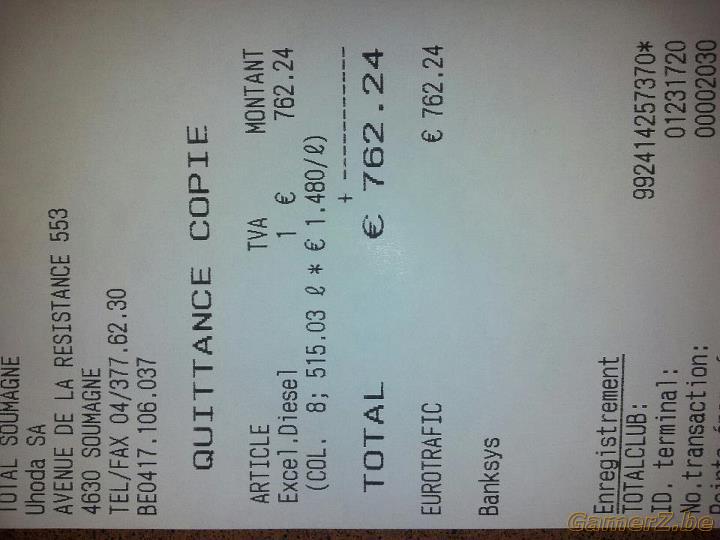 TOTAL SOUMAGNE
Uhoda SA
AVENUE DE LA RESISTANCE 553
4630 SOUMAGNE
TEL/FAX 04/377.62.30
BE0417.106.037
QUITTANCE COPIE
ARTICLE TVA MONTANT
Excel.Diesel 1 € 762.24
(COL. 8; 515.03 ℓ * € 1.480/ℓ)
+ -----------
TOTAL € 762.24
EUROTRAFIC € 762.24
Banksys
Enregistrement
TOTALCLUB: 992414257370*
ID. terminal: 01231720
No.transaction: 00002030
GamerZ.be